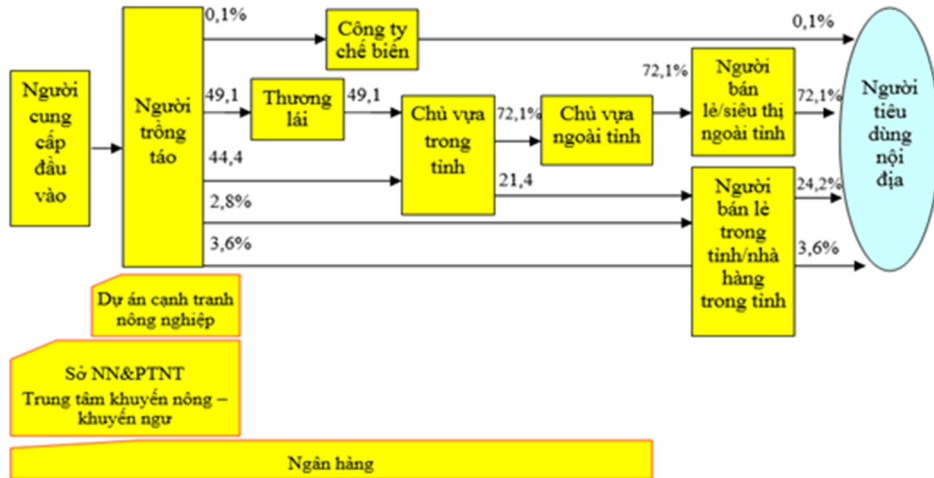 0,1%
Công ty
chế biến
0,1%
Người
cung
cấp
đầu
vào
Người
trồng
táo
49,1
Thương
lái
49,1
Chủ vựa
trong
tỉnh
72,1%
Chủ vựa
ngoài tỉnh
72,1%
Người
bán
lẻ/siêu thị
ngoài tỉnh
72,1%
Người
tiêu
dùng
nội
địa
44,4
21,4
2,8%
3,6%
Người
bán lẻ
trong
tỉnh/nhà
hàng
trong tỉnh
24,2%
3,6%
Dự án cạnh tranh
nông nghiệp
Sở NN&PTNT
Trung tâm khuyến nông –
khuyến ngư
Ngân hàng